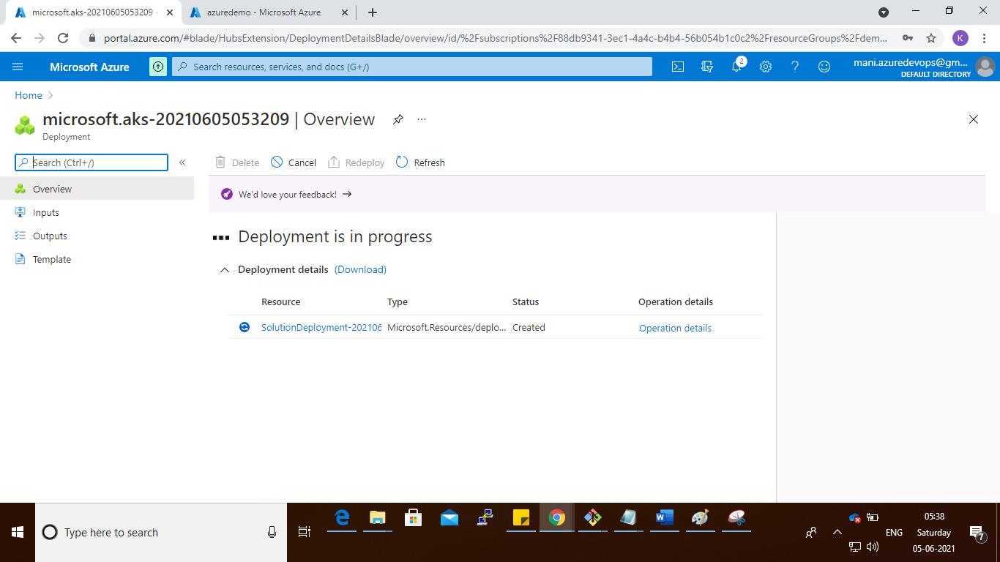 microsoft.aks-20210605053209 -
azuredemo - Microsoft Azure
portal.azure.com/#blade/HubsExtension/DeploymentDetailsBlade/overview/id/%2Fsubscriptions%2F88db9341-3ec1-4a4c-b4b4-56b054b1c0c2%2FresourceGroups%2Fdem...
K
Microsoft Azure
Search resources, services, and docs (G+/)
2
mani.azuredevops@gm...
DEFAULT DIRECTORY
Home
microsoft.aks-20210605053209 | Overview
...
Deployment
Search (Ctrl+/)
«
Delete
Cancel
Redeploy
Refresh
Overview
Inputs
Outputs
Template
We'd love your feedback! →
Deployment is in progress
Deployment details (Download)
Resource Type Status Operation details
SolutionDeployment-202106 Microsoft.Resources/deplo... Created Operation details
Type here to search
ENG
05:38
Saturday
05-06-2021
7